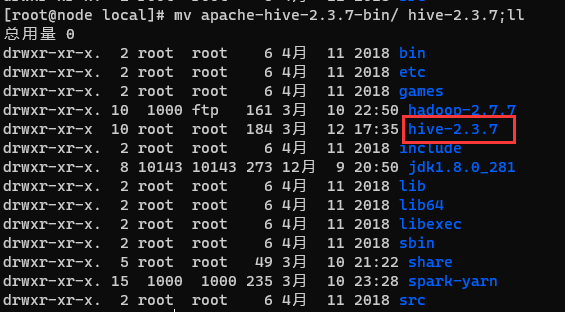 [root@node local]# mv apache-hive-2.3.7-bin/ hive-2.3.7;ll
总用量 0
drwxr-xr-x.  2 root  root    6 4月  11 2018 bin
drwxr-xr-x.  2 root  root    6 4月  11 2018 etc
drwxr-xr-x.  2 root  root    6 4月  11 2018 games
drwxr-xr-x. 10  1000 ftp   161 3月  10 22:50 hadoop-2.7.7
drwxr-xr-x  10 root  root  184 3月  12 17:35 hive-2.3.7
drwxr-xr-x.  2 root  root    6 4月  11 2018 include
drwxr-xr-x.  8 10143 10143 273 12月  9 20:50 jdk1.8.0_281
drwxr-xr-x.  2 root  root    6 4月  11 2018 lib
drwxr-xr-x.  2 root  root    6 4月  11 2018 lib64
drwxr-xr-x.  2 root  root    6 4月  11 2018 libexec
drwxr-xr-x.  2 root  root    6 4月  11 2018 sbin
drwxr-xr-x.  5 root  root   49 3月  10 21:22 share
drwxr-xr-x. 15  1000  1000 235 3月  10 23:28 spark-yarn
drwxr-xr-x.  2 root  root    6 4月  11 2018 src